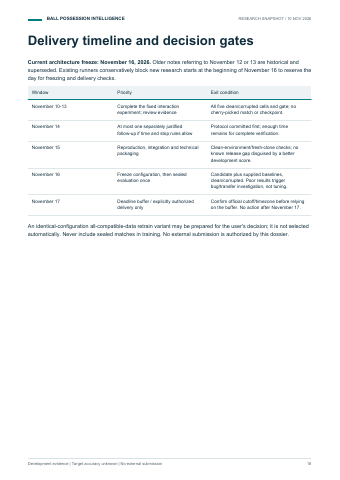 BALL POSSESSION INTELLIGENCE
RESEARCH SNAPSHOT / 10 NOV 2026
Delivery timeline and decision gates
Current architecture freeze: November 16, 2026. Older notes referring to November 12 or 13 are historical and
superseded. Existing runners conservatively block new research starts at the beginning of November 16 to reserve the
day for freezing and delivery checks.
Window Priority Exit condition
November 10-13 Complete the fixed interaction All five clean/corrupted cells and gate; no
experiment; review evidence cherry-picked match or checkpoint.
November 14 At most one separately justified Protocol committed first; enough time
follow-up if time and stop rules allow remains for complete verification.
November 15 Reproduction, integration and technical Clean-environment/fresh-clone checks; no
packaging known release gap disguised by a better
development score.
November 16 Freeze configuration, then sealed Candidate plus supplied baselines,
evaluation once clean/corrupted. Poor results trigger
bug/transfer investigation, not tuning.
November 17 Deadline buffer / explicitly authorized Confirm official cutoff/timezone before relying
delivery only on the buffer. No action after November 17.
An identical-configuration all-compatible-data retrain variant may be prepared for the user's decision; it is not selected
automatically. Never include sealed matches in training. No external submission is authorized by this dossier.
Development evidence | Target accuracy unknown | No external submission